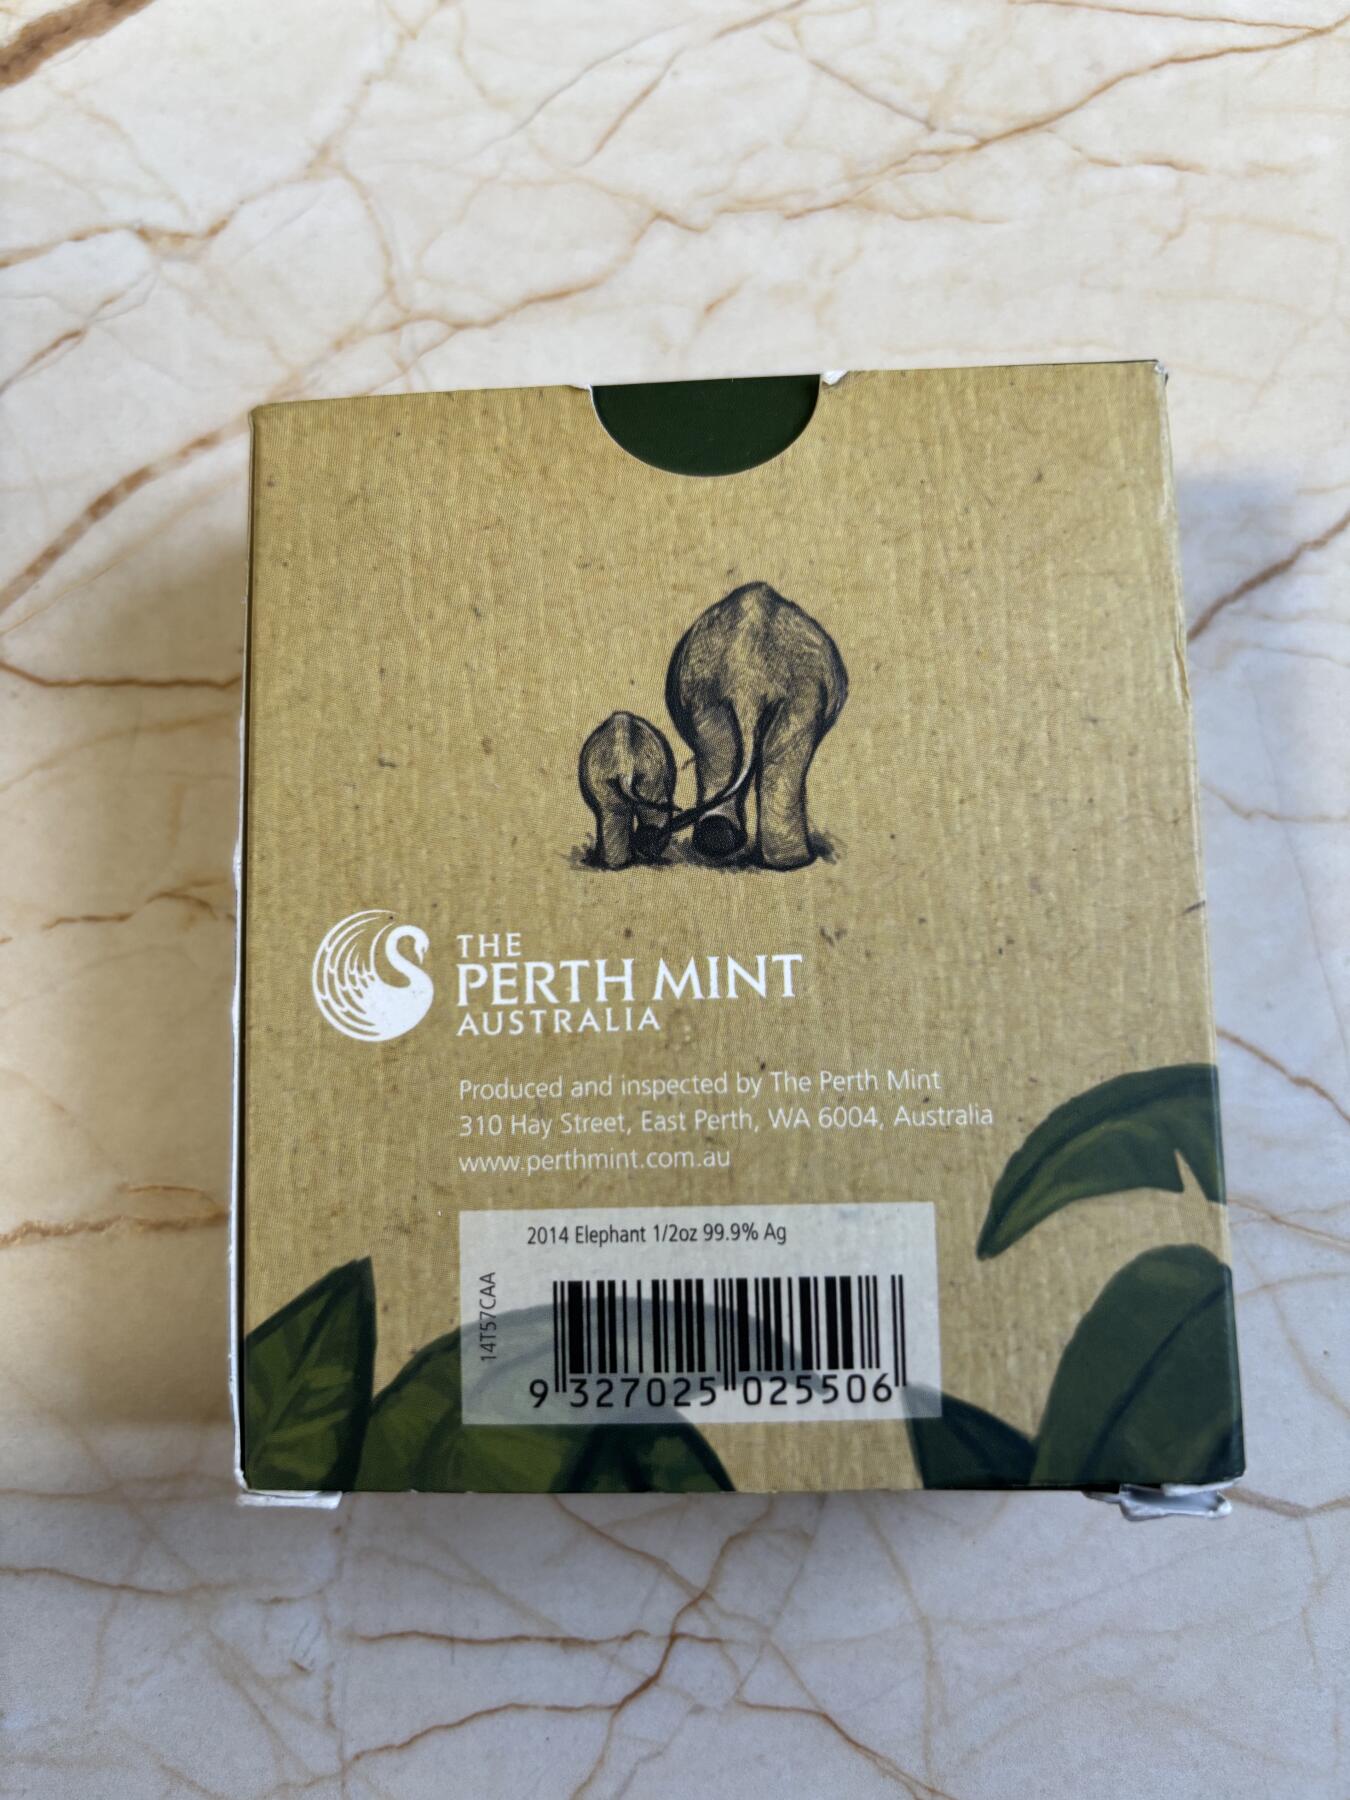 THE
PERTH MINT
AUSTRALIA
Produced and inspected by The Perth Mint
310 Hay Street, East Perth, WA 6004, Australia
www.perthmint.com.au
2014 Elephant 1/2oz 99.9% Ag
14T57CAA
9 327025 025506